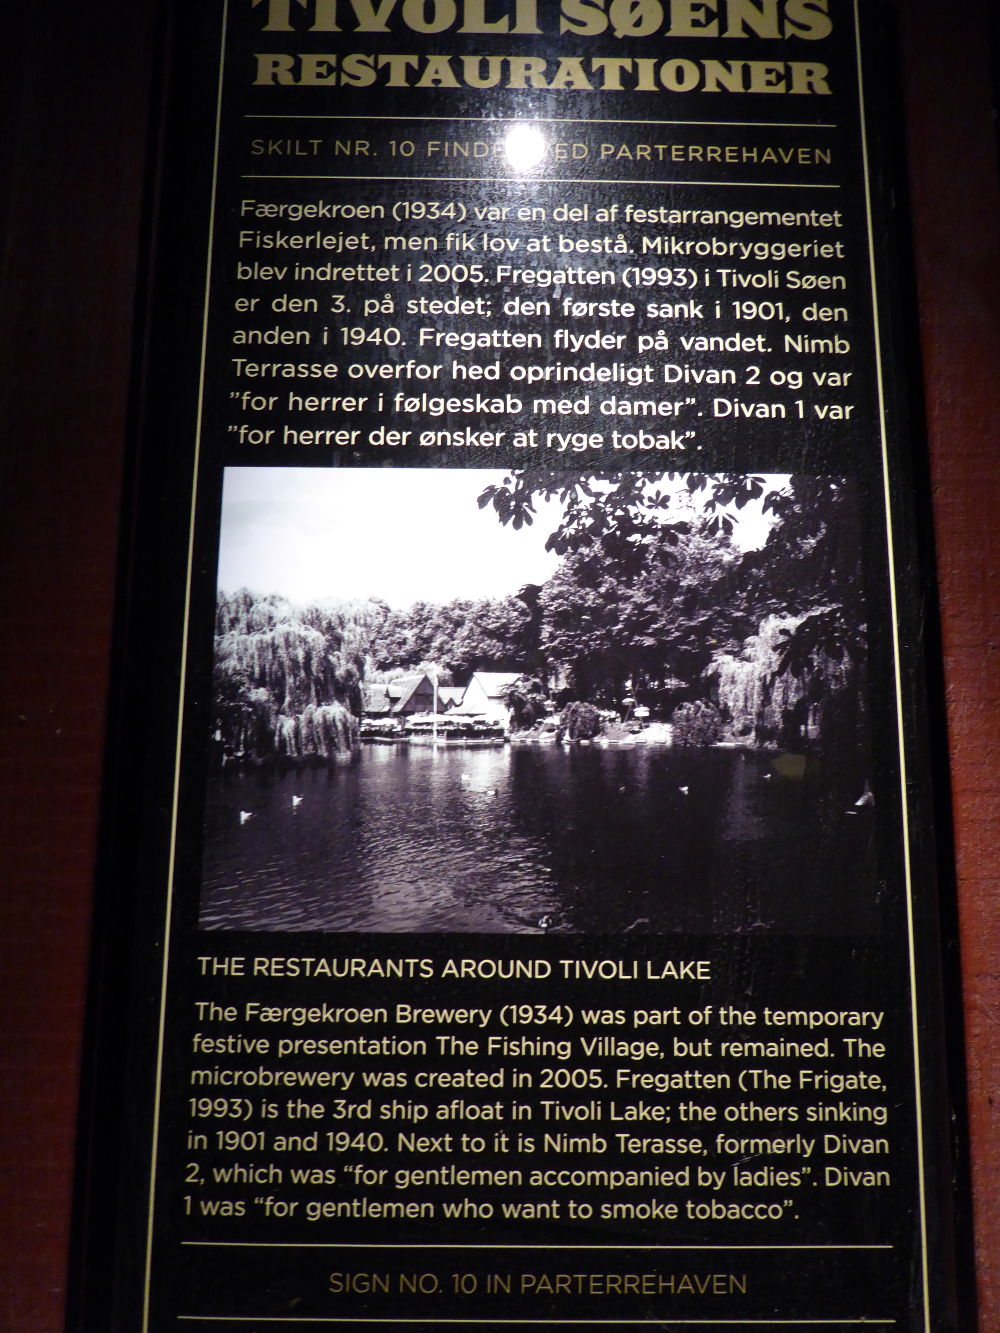 TIVOLI SØENS
RESTAURATIONER
SKILT NR. 10 FINDES VED PARTERREHAVEN
Færgekroen (1934) var en del af festarrangementet
Fiskerlejet, men fik lov at bestå. Mikrobryggeriet
blev indrettet i 2005. Fregatten (1993) i Tivoli Søen
er den 3. på stedet; den første sank i 1901, den
anden i 1940. Fregatten flyder på vandet. Nimb
Terrasse overfor hed oprindeligt Divan 2 og var
”for herrer i følgeskab med damer”. Divan 1 var
”for herrer der ønsker at ryge tobak”.
THE RESTAURANTS AROUND TIVOLI LAKE
The Færgekroen Brewery (1934) was part of the temporary
festive presentation The Fishing Village, but remained. The
microbrewery was created in 2005. Fregatten (The Frigate,
1993) is the 3rd ship afloat in Tivoli Lake; the others sinking
in 1901 and 1940. Next to it is Nimb Terasse, formerly Divan
2, which was “for gentlemen accompanied by ladies”. Divan
1 was “for gentlemen who want to smoke tobacco”.
SIGN NO. 10 IN PARTERREHAVEN